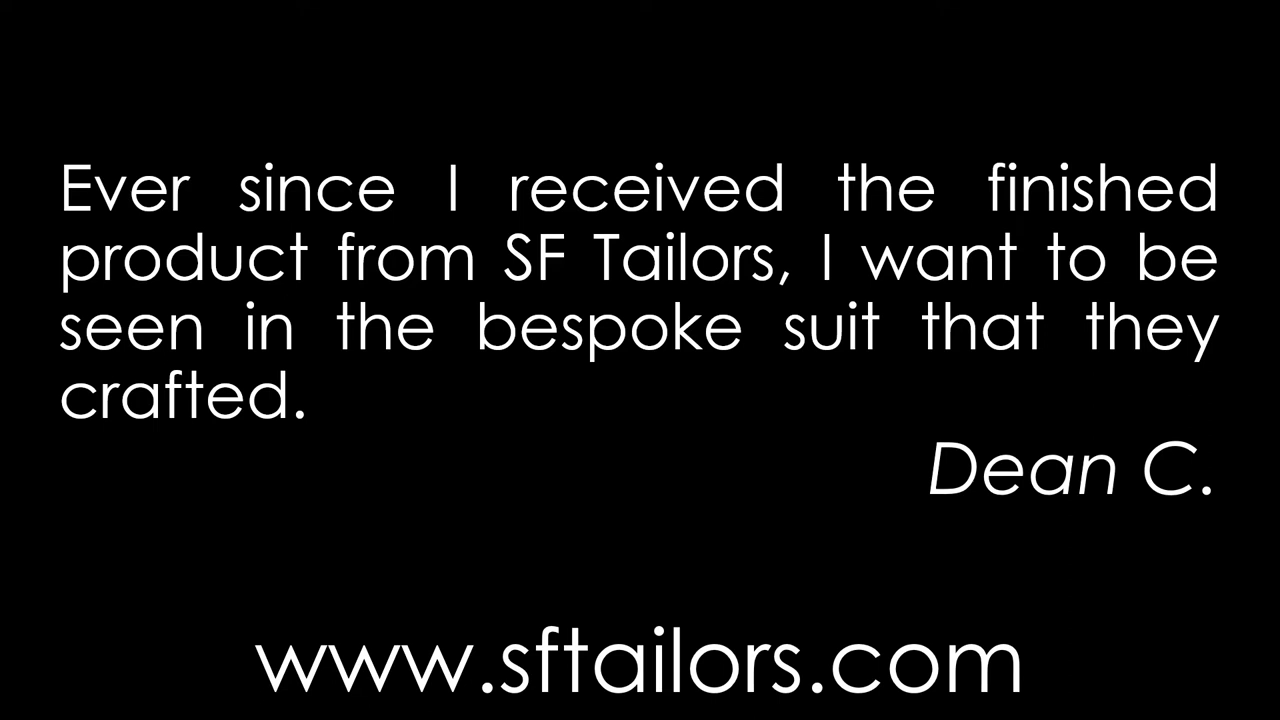 Ever since I received the finished
product from SF Tailors, I want to be
seen in the bespoke suit that they
crafted.
Dean C.
www.sftailors.com